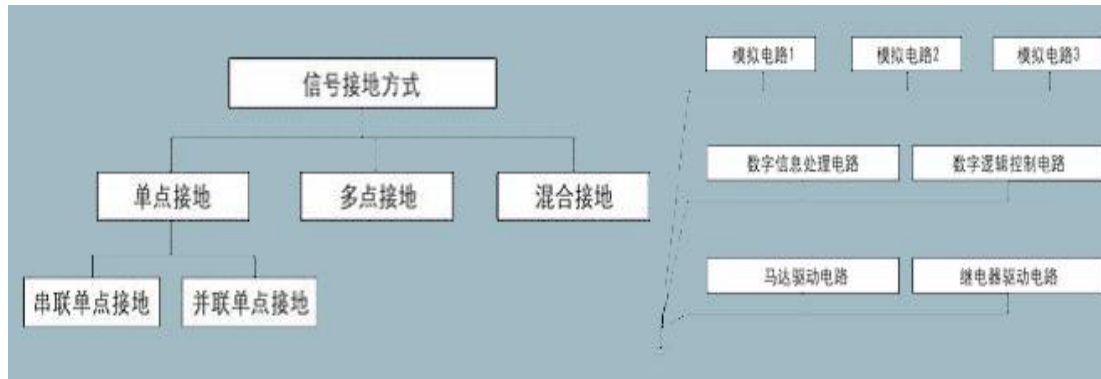 信号接地方式
单点接地
多点接地
混合接地
串联单点接地
并联单点接地
模拟电路1
模拟电路2
模拟电路3
数字信息处理电路
数字逻辑控制电路
马达驱动电路
继电器驱动电路